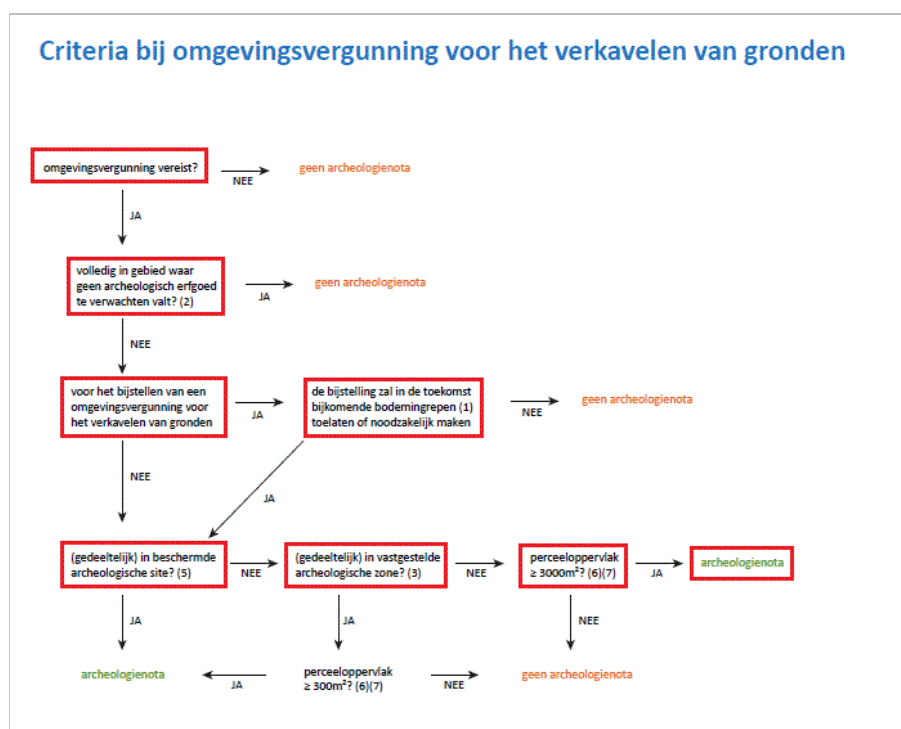 Criteria bij omgevingsvergunning voor het verkavelen van gronden
omgevingsvergunning vereist?
NEE
geen archeologienota
JA
volledig in gebied waar
geen archeologisch erfgoed
te verwachten valt? (2)
JA
geen archeologienota
NEE
voor het bijstellen van een
omgevingsvergunning voor
het verkavelen van gronden
JA
de bijstelling zal in de toekomst
bijkomende bodemingrepen (1)
toelaten of noodzakelijk maken
NEE
geen archeologienota
NEE
JA
(gedeeltelijk) in beschermde
archeologische site? (5)
NEE
(gedeeltelijk) in vastgestelde
archeologische zone? (3)
NEE
perceeloppervlak
≥ 3000m²? (6)(7)
JA
archeologienota
JA
JA
NEE
archeologienota
JA
perceeloppervlak
≥ 300m²? (6)(7)
NEE
geen archeologienota